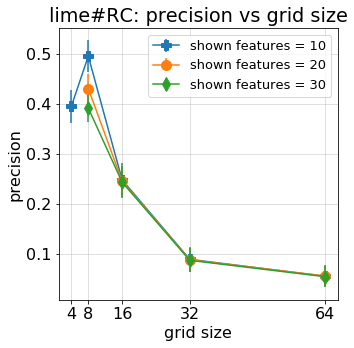 lime#RC: precision vs grid size
shown features = 10
shown features = 20
shown features = 30
precision
0.5
0.4
0.3
0.2
0.1
4 8 16 32 64
grid size